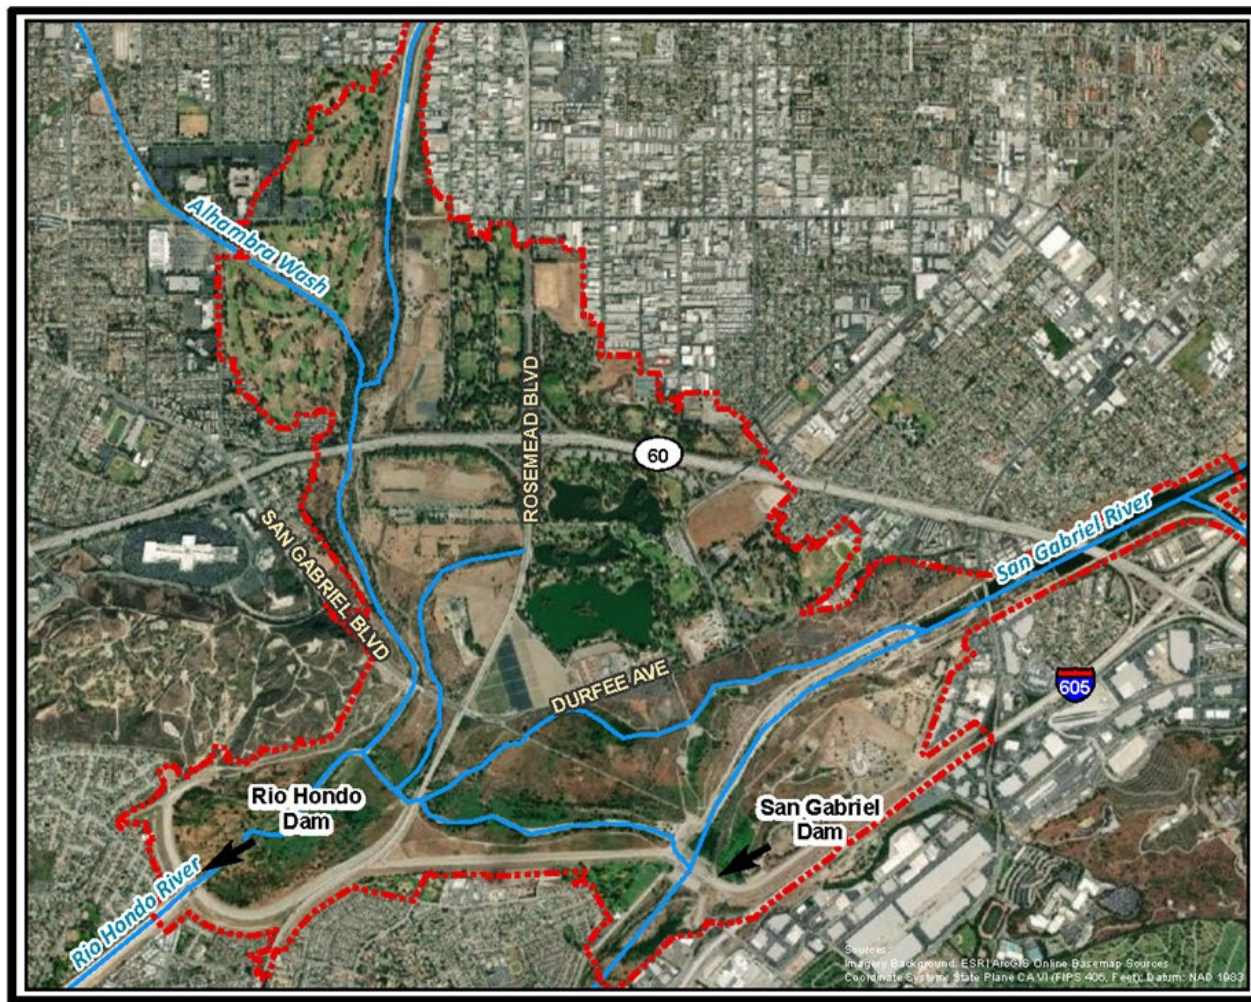 Alhambra Wash
ROSEMEAD BLVD
60
SAN GABRIEL BLVD
San Gabriel River
DURFEE AVE
605
Rio Hondo
Dam
San Gabriel
Dam
Rio Hondo River
Sources:
Imagery Background: ESRI ArcGIS Online Basemap Sources
Coordinate System: State Plane CA VI (FIPS 406, Feet), Datum: NAD 1983